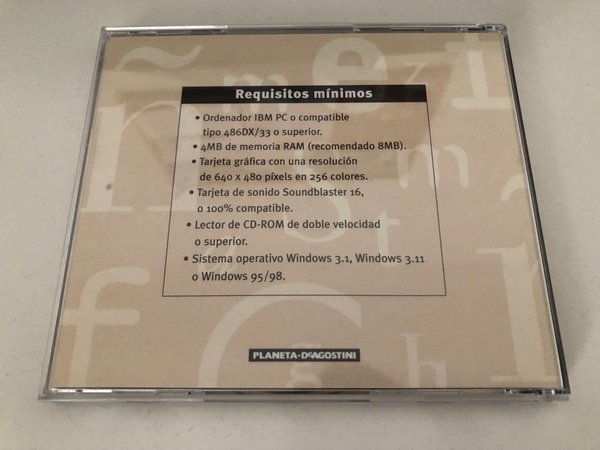 Requisitos mínimos
• Ordenador IBM PC o compatible
tipo 486DX/33 o superior.
• 4MB de memoria RAM (recomendado 8MB).
• Tarjeta gráfica con una resolución
de 640 x 480 píxels en 256 colores.
• Tarjeta de sonido Soundblaster 16,
o 100% compatible.
• Lector de CD-ROM de doble velocidad
o superior.
• Sistema operativo Windows 3.1, Windows 3.11
o Windows 95/98.
PLANETA-DeAGOSTINI